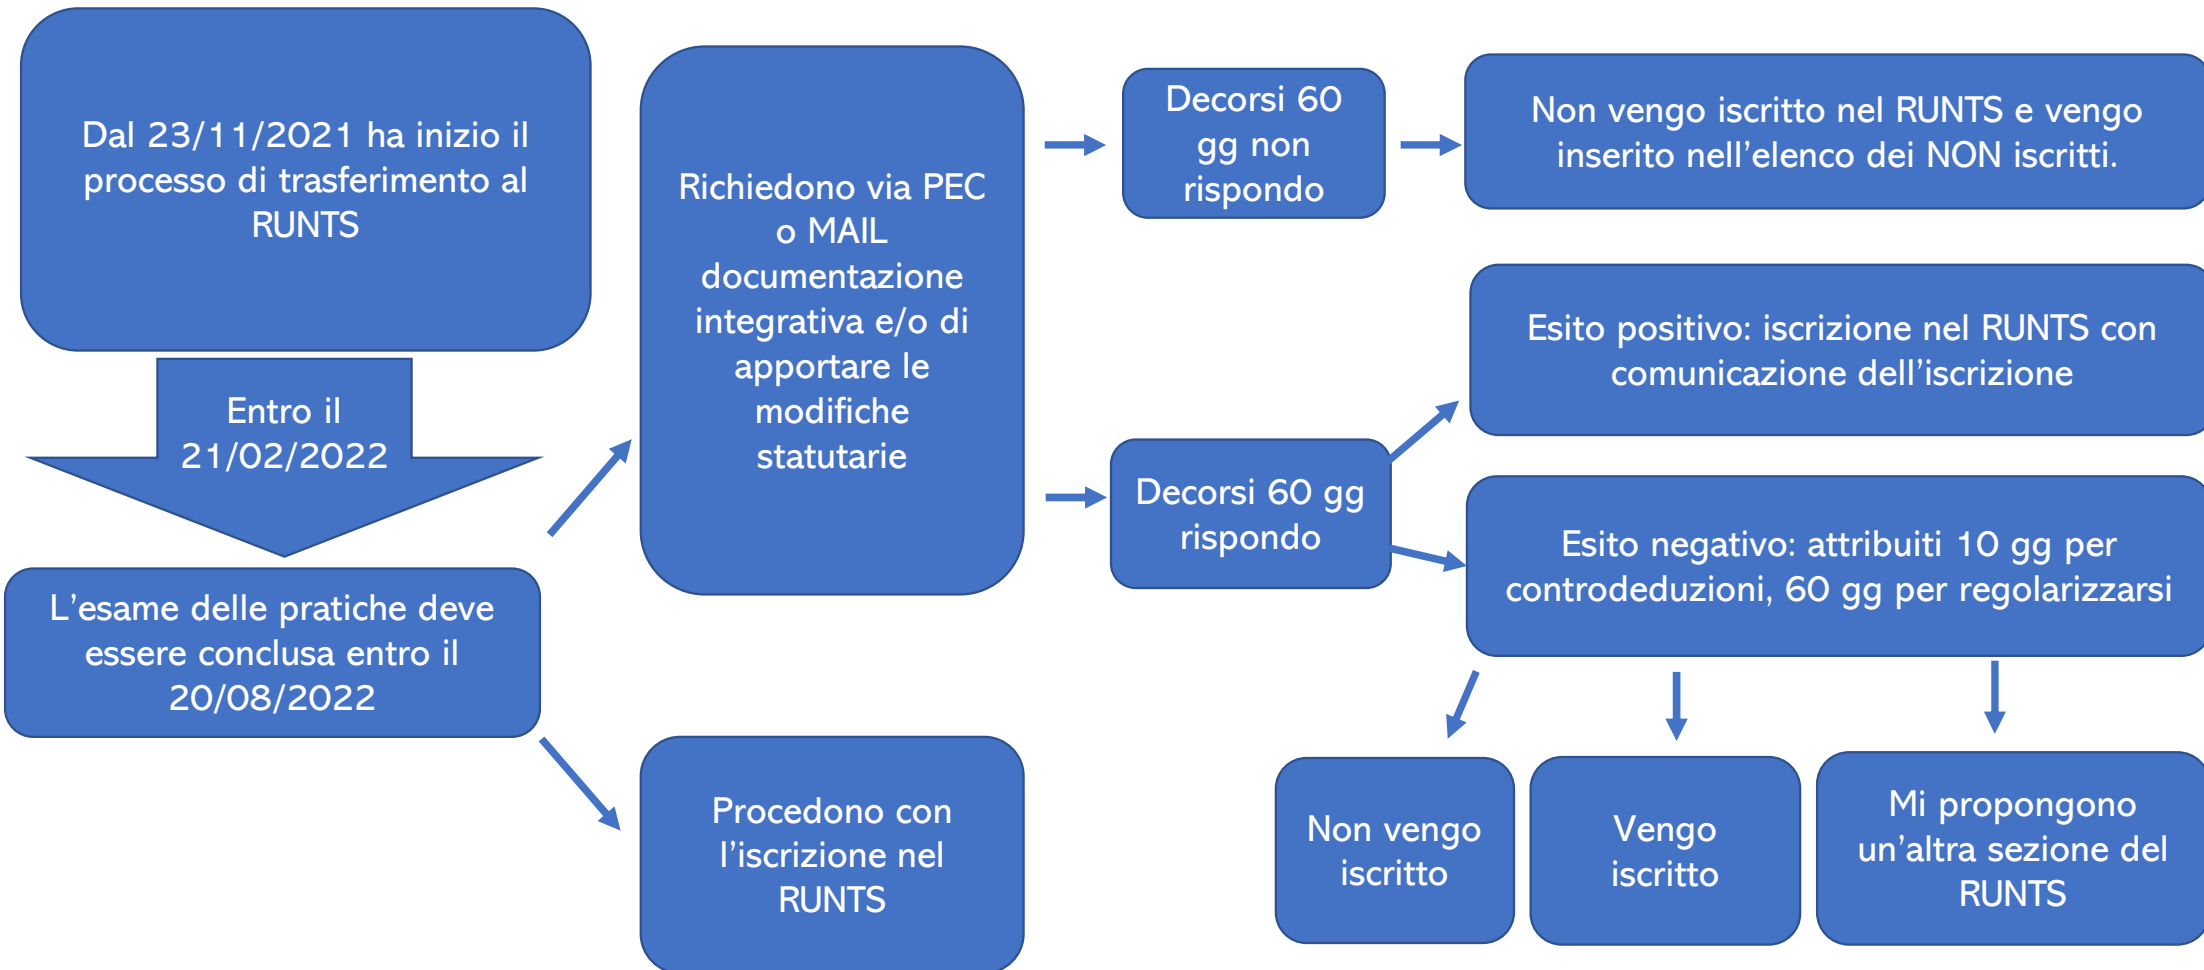 Dal 23/11/2021 ha inizio il
processo di trasferimento al
RUNTS
Entro il
21/02/2022
L'esame delle pratiche deve
essere conclusa entro il
20/08/2022
Richiedono via PEC
o MAIL
documentazione
integrativa e/o di
apportare le
modifiche
statutarie
Procedono con
l'iscrizione nel
RUNTS
Decorsi 60
gg non
rispondo
Non vengo iscritto nel RUNTS e vengo
inserito nell'elenco dei NON iscritti.
Decorsi 60 gg
rispondo
Esito positivo: iscrizione nel RUNTS con
comunicazione dell'iscrizione
Esito negativo: attribuiti 10 gg per
controdeduzioni, 60 gg per regolarizzarsi
Non vengo
iscritto
Vengo
iscritto
Mi propongono
un'altra sezione del
RUNTS